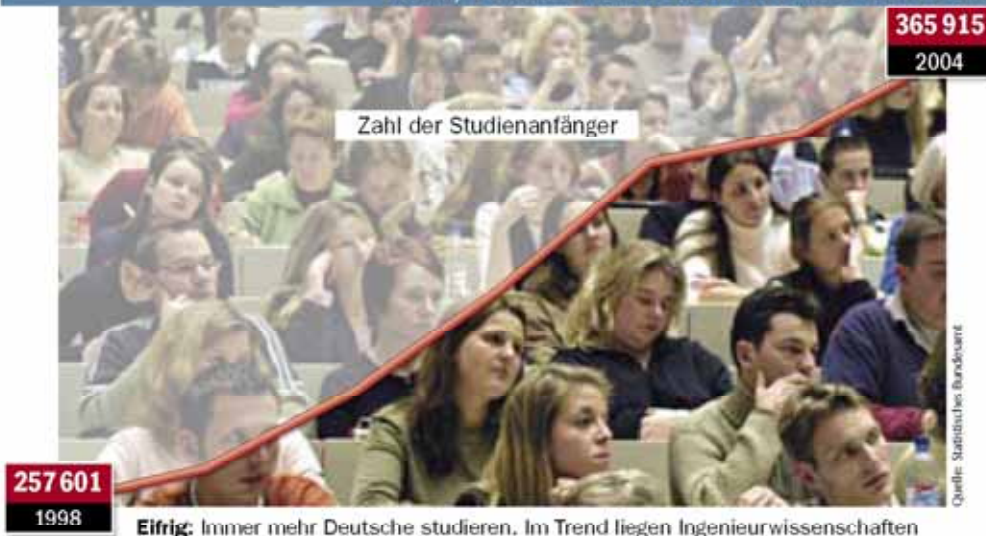 365 915
2004
Zahl der Studienanfänger
Quelle: Statistisches Bundesamt
257 601
1998
Eifrig: Immer mehr Deutsche studieren. Im Trend liegen Ingenieurwissenschaften